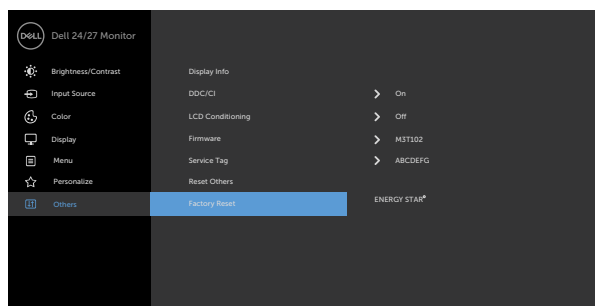 DELL Dell 24/27 Monitor
Brightness/Contrast Display Info
Input Source DDC/CI On
Color LCD Conditioning Off
Display Firmware M3T102
Menu Service Tag ABCDEFG
Personalize Reset Others
Others Factory Reset ENERGY STAR®